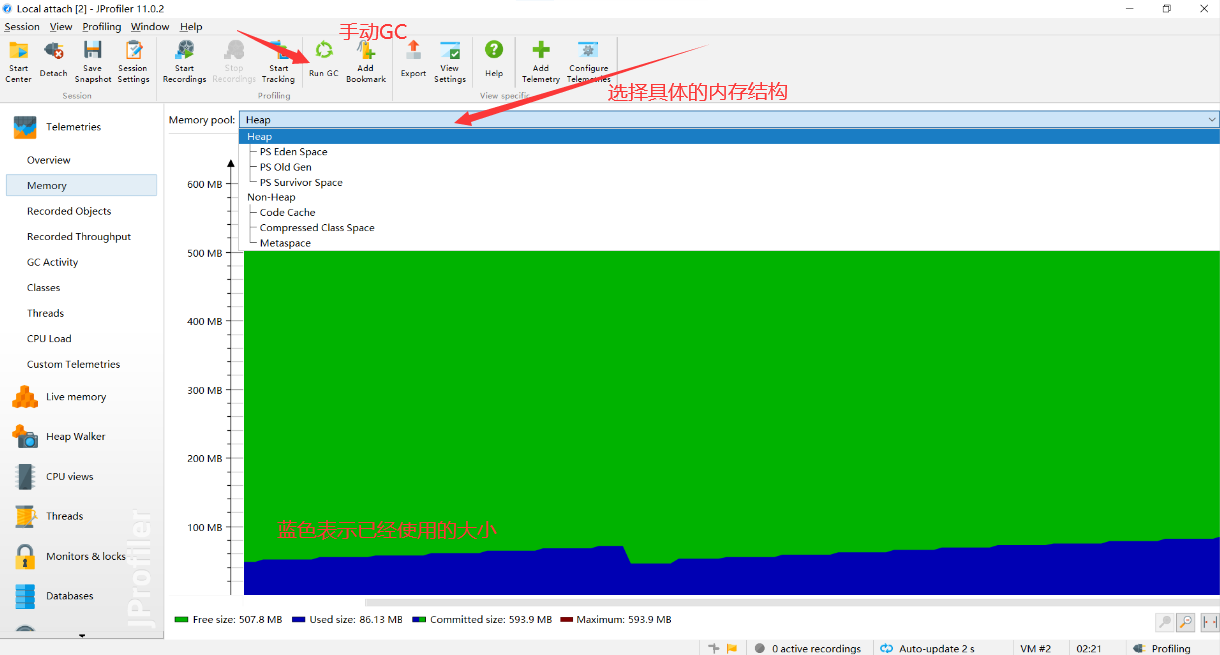 Local attach [2] - JProfiler 11.0.2
Session View Profiling Window Help
手动GC
Start Center
Detach
Save Snapshot
Session Settings
Start Recordings
Stop Recordings
Start Tracking
Run GC
Add Bookmark
Export
View Settings
Help
Add Telemetry
Configure Telemetries
Session
Profiling
View specific
选择具体的内存结构
Telemetries
Overview
Memory
Recorded Objects
Recorded Throughput
GC Activity
Classes
Threads
CPU Load
Custom Telemetries
Live memory
Heap Walker
CPU views
Threads
Monitors & locks
Databases
JProfiler
Memory pool: Heap
Heap
PS Eden Space
PS Old Gen
PS Survivor Space
Non-Heap
Code Cache
Compressed Class Space
Metaspace
600 MB
500 MB
400 MB
300 MB
200 MB
100 MB
蓝色表示已经使用的大小
Free size: 507.8 MB Used size: 86.13 MB Committed size: 593.9 MB Maximum: 593.9 MB
0 active recordings Auto-update 2 s VM #2 02:21 Profiling